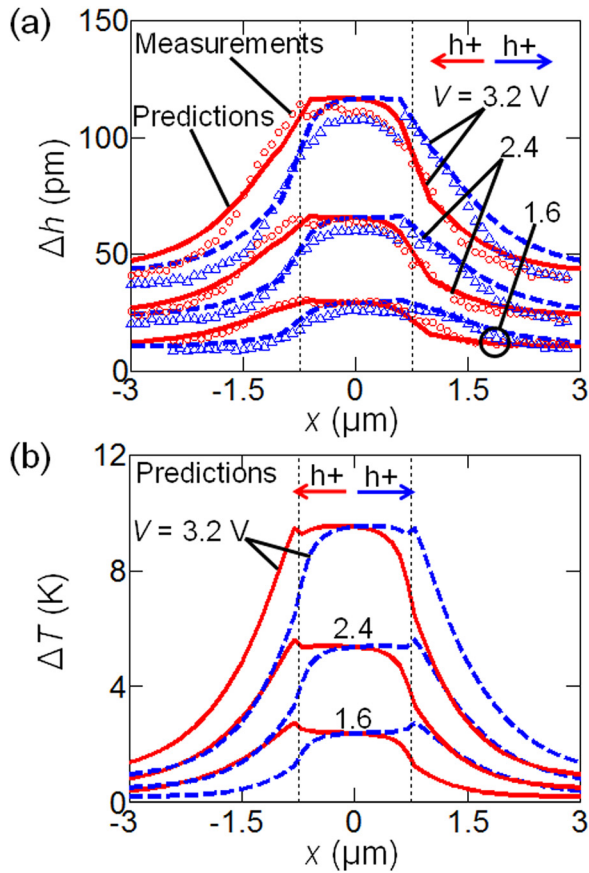 (a)
150
100
50
0
Δh (pm)
Measurements
Predictions
h+ h+
V = 3.2 V
2.4
1.6
-3 -1.5 0 1.5 3
x (μm)
(b)
12
8
4
0
ΔT (K)
Predictions h+ h+
V = 3.2 V
2.4
1.6
-3 -1.5 0 1.5 3
x (μm)